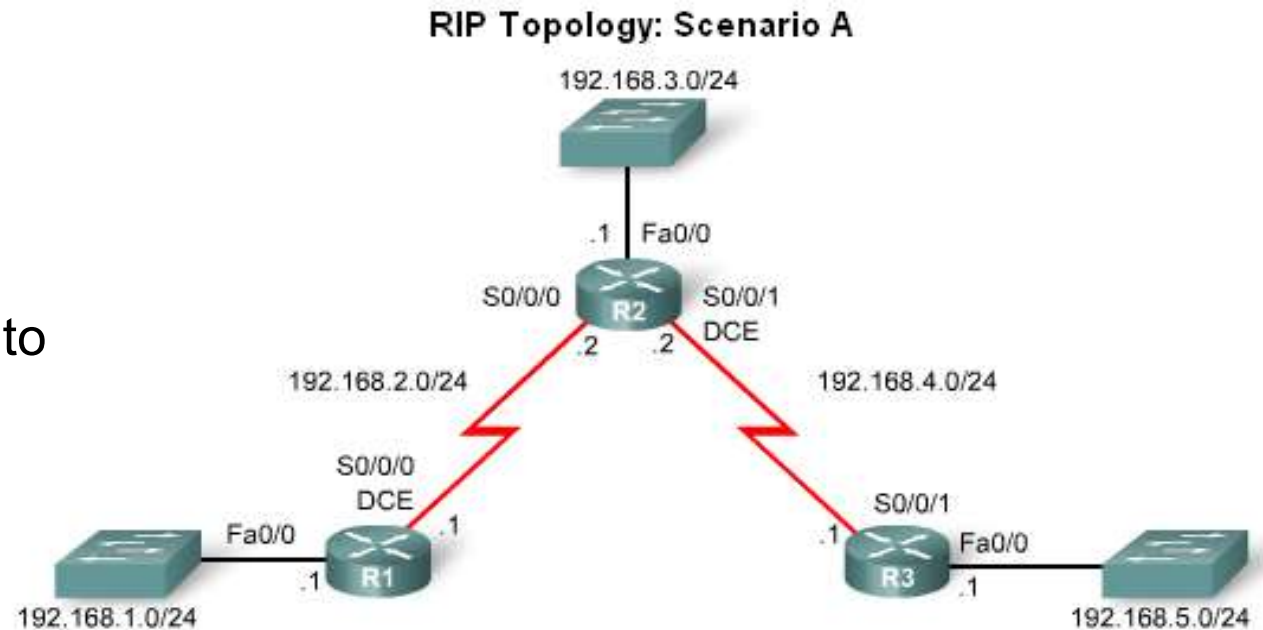 RIP Topology: Scenario A
192.168.3.0/24
.1 Fa0/0
S0/0/0 R2 S0/0/1
DCE
to
.2 .2
192.168.2.0/24 192.168.4.0/24
S0/0/0
DCE
S0/0/1
.1 .1
Fa0/0 Fa0/0
.1 R1 R3 .1
192.168.1.0/24 192.168.5.0/24